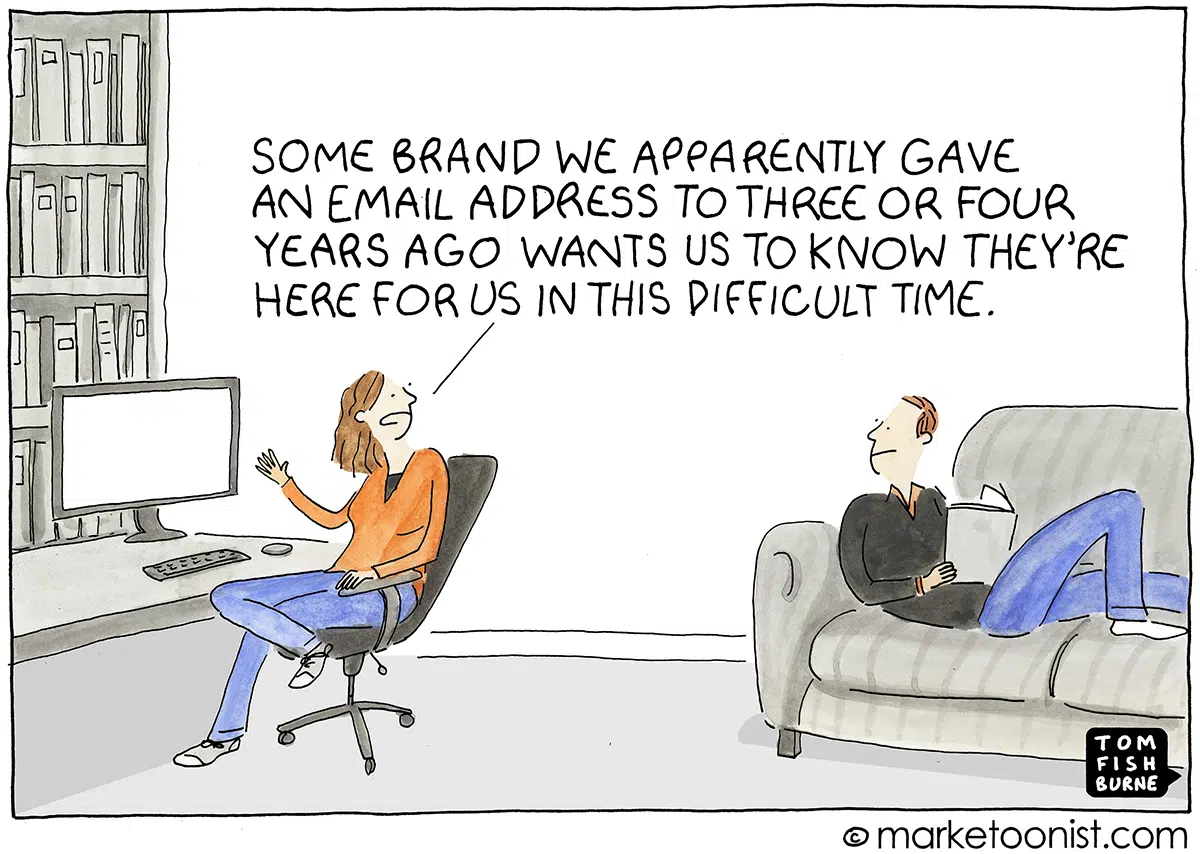 SOME BRAND WE APPARENTLY GAVE
AN EMAIL ADDRESS TO THREE OR FOUR
YEARS AGO WANTS US TO KNOW THEY'RE
HERE FOR US IN THIS DIFFICULT TIME.
TOM
FISH
BURNE
© marketoonist.com